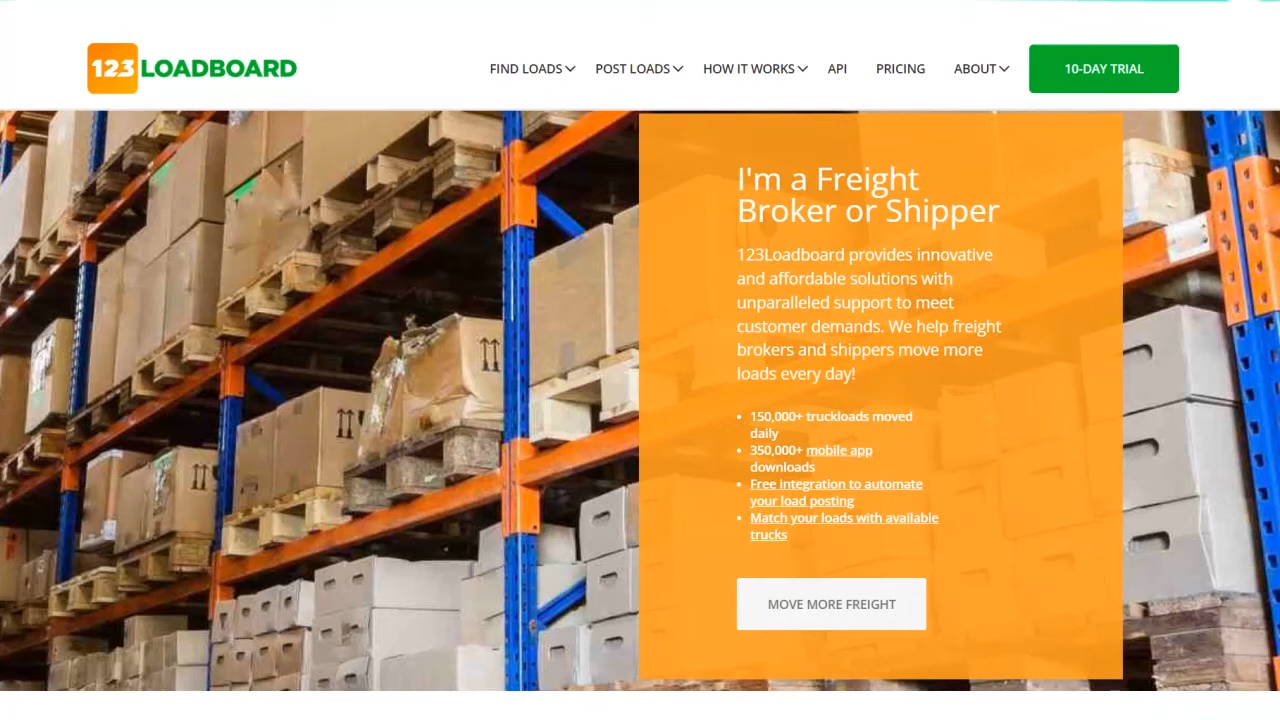 123 LOADBOARD
FIND LOADS
POST LOADS
HOW IT WORKS
API
PRICING
ABOUT
10-DAY TRIAL
I'm a Freight
Broker or Shipper
123Loadboard provides innovative
and affordable solutions with
unparalleled support to meet
customer demands. We help freight
brokers and shippers move more
loads every day!
• 150,000+ truckloads moved
daily
• 350,000+ mobile app
downloads
• Free integration to automate
your load posting
• Match your loads with available
trucks
MOVE MORE FREIGHT